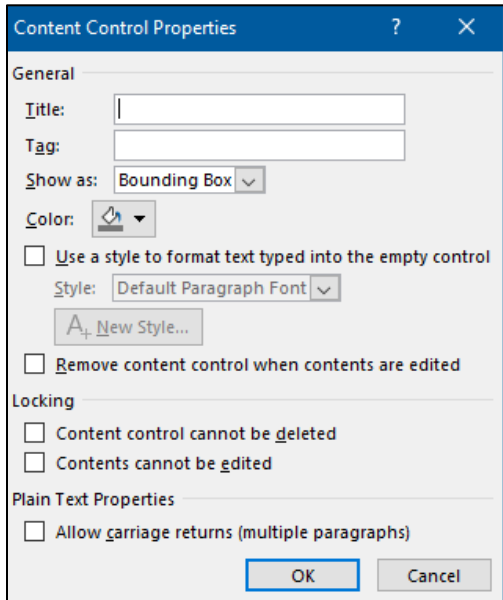 Content Control Properties ? ×
General
Title:
Tag:
Show as: Bounding Box
Color:
Use a style to format text typed into the empty control
Style: Default Paragraph Font
A+ New Style...
Remove content control when contents are edited
Locking
Content control cannot be deleted
Contents cannot be edited
Plain Text Properties
Allow carriage returns (multiple paragraphs)
OK Cancel